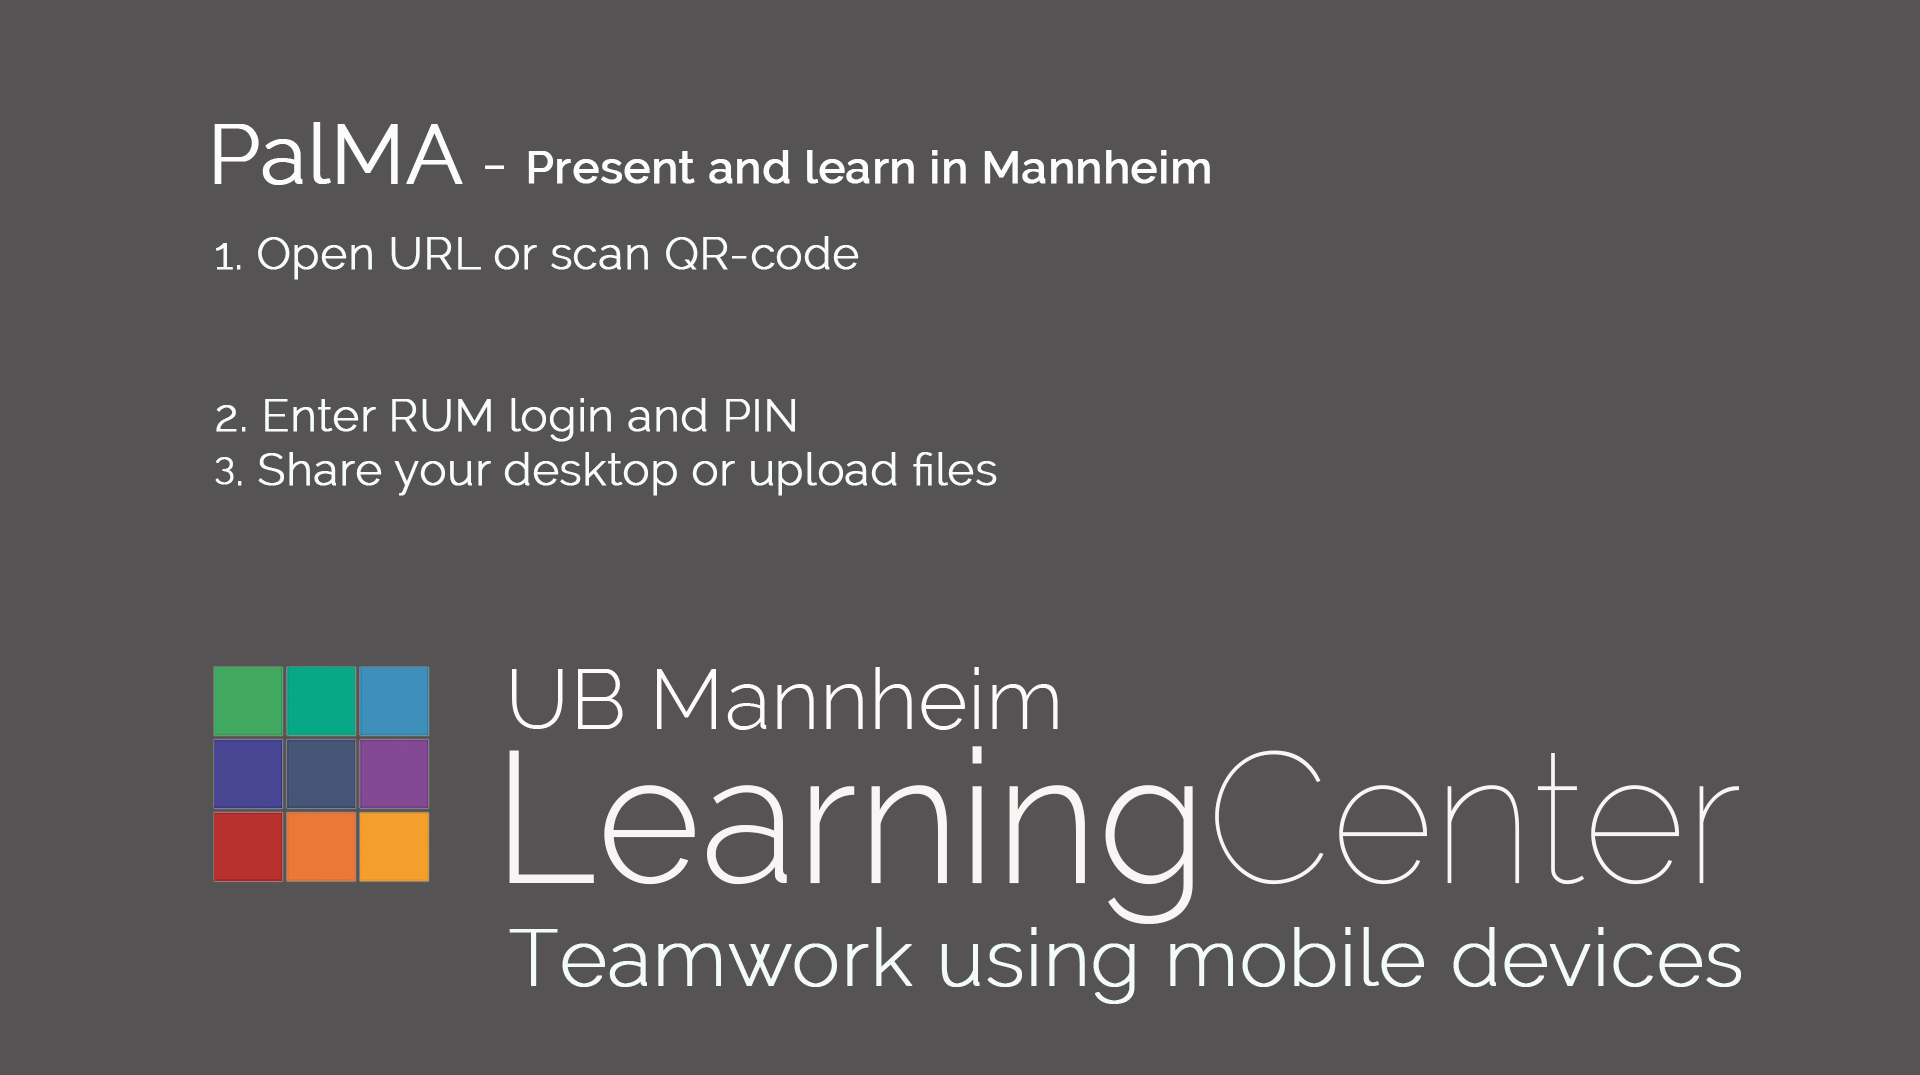 PalMA - Present and learn in Mannheim
1. Open URL or scan QR-code
2. Enter RUM login and PIN
3. Share your desktop or upload files
UB Mannheim
LearningCenter
Teamwork using mobile devices